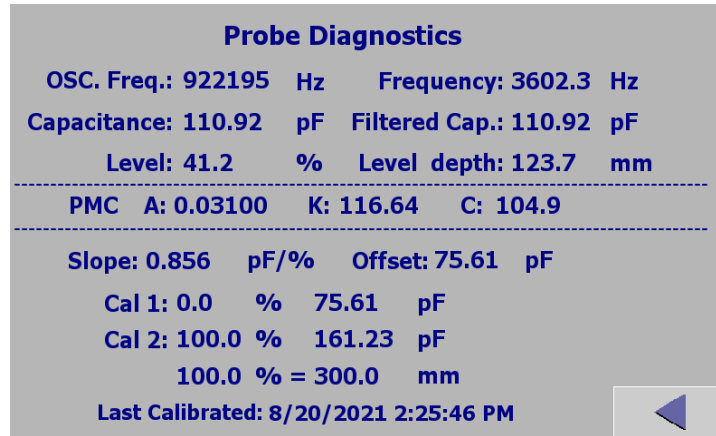 Probe Diagnostics
OSC. Freq.: 922195 Hz Frequency: 3602.3 Hz
Capacitance: 110.92 pF Filtered Cap.: 110.92 pF
Level: 41.2 % Level depth: 123.7 mm
PMC A: 0.03100 K: 116.64 C: 104.9
Slope: 0.856 pF/% Offset: 75.61 pF
Cal 1: 0.0 % 75.61 pF
Cal 2: 100.0 % 161.23 pF
100.0 % = 300.0 mm
Last Calibrated: 8/20/2021 2:25:46 PM